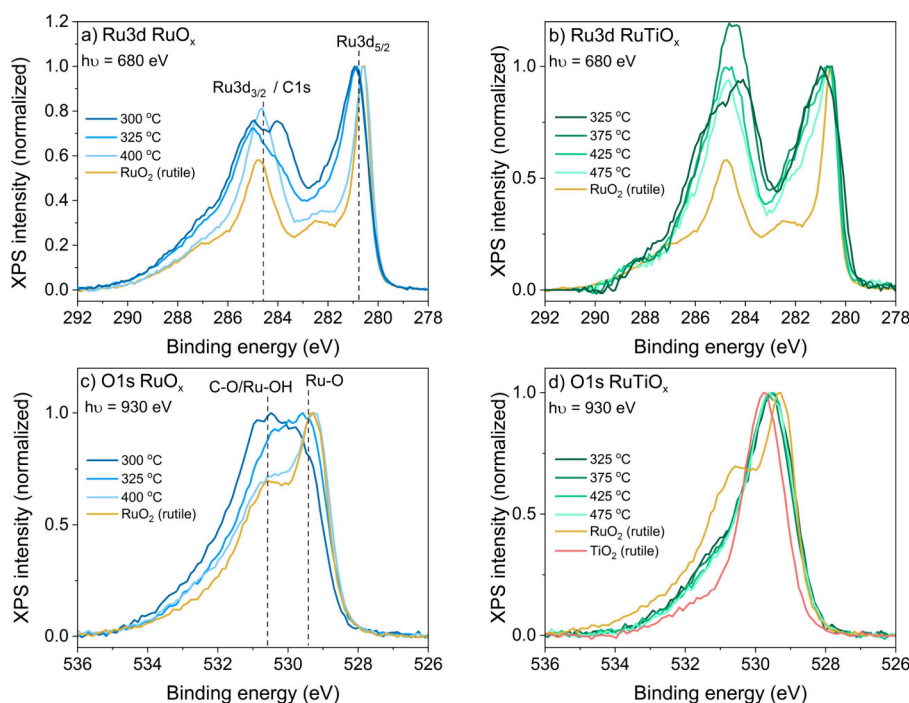 a) Ru3d RuOₓ
hυ = 680 eV
Ru3d₅/₂
Ru3d₃/₂ / C1s
300 °C
325 °C
400 °C
RuO₂ (rutile)
XPS intensity (normalized)
1.2
1.0
0.8
0.6
0.4
0.2
0.0
292 290 288 286 284 282 280 278
Binding energy (eV)
b) Ru3d RuTiOₓ
hυ = 680 eV
325 °C
375 °C
425 °C
475 °C
RuO₂ (rutile)
XPS intensity (normalized)
1.0
0.5
0.0
292 290 288 286 284 282 280 278
Binding energy (eV)
c) O1s RuOₓ
hυ = 930 eV
C-O/Ru-OH
Ru-O
300 °C
325 °C
400 °C
RuO₂ (rutile)
XPS intensity (normalized)
1.0
0.5
0.0
536 534 532 530 528 526
Binding energy (eV)
d) O1s RuTiOₓ
hυ = 930 eV
325 °C
375 °C
425 °C
475 °C
RuO₂ (rutile)
TiO₂ (rutile)
XPS intensity (normalized)
1.0
0.5
0.0
536 534 532 530 528 526
Binding energy (eV)